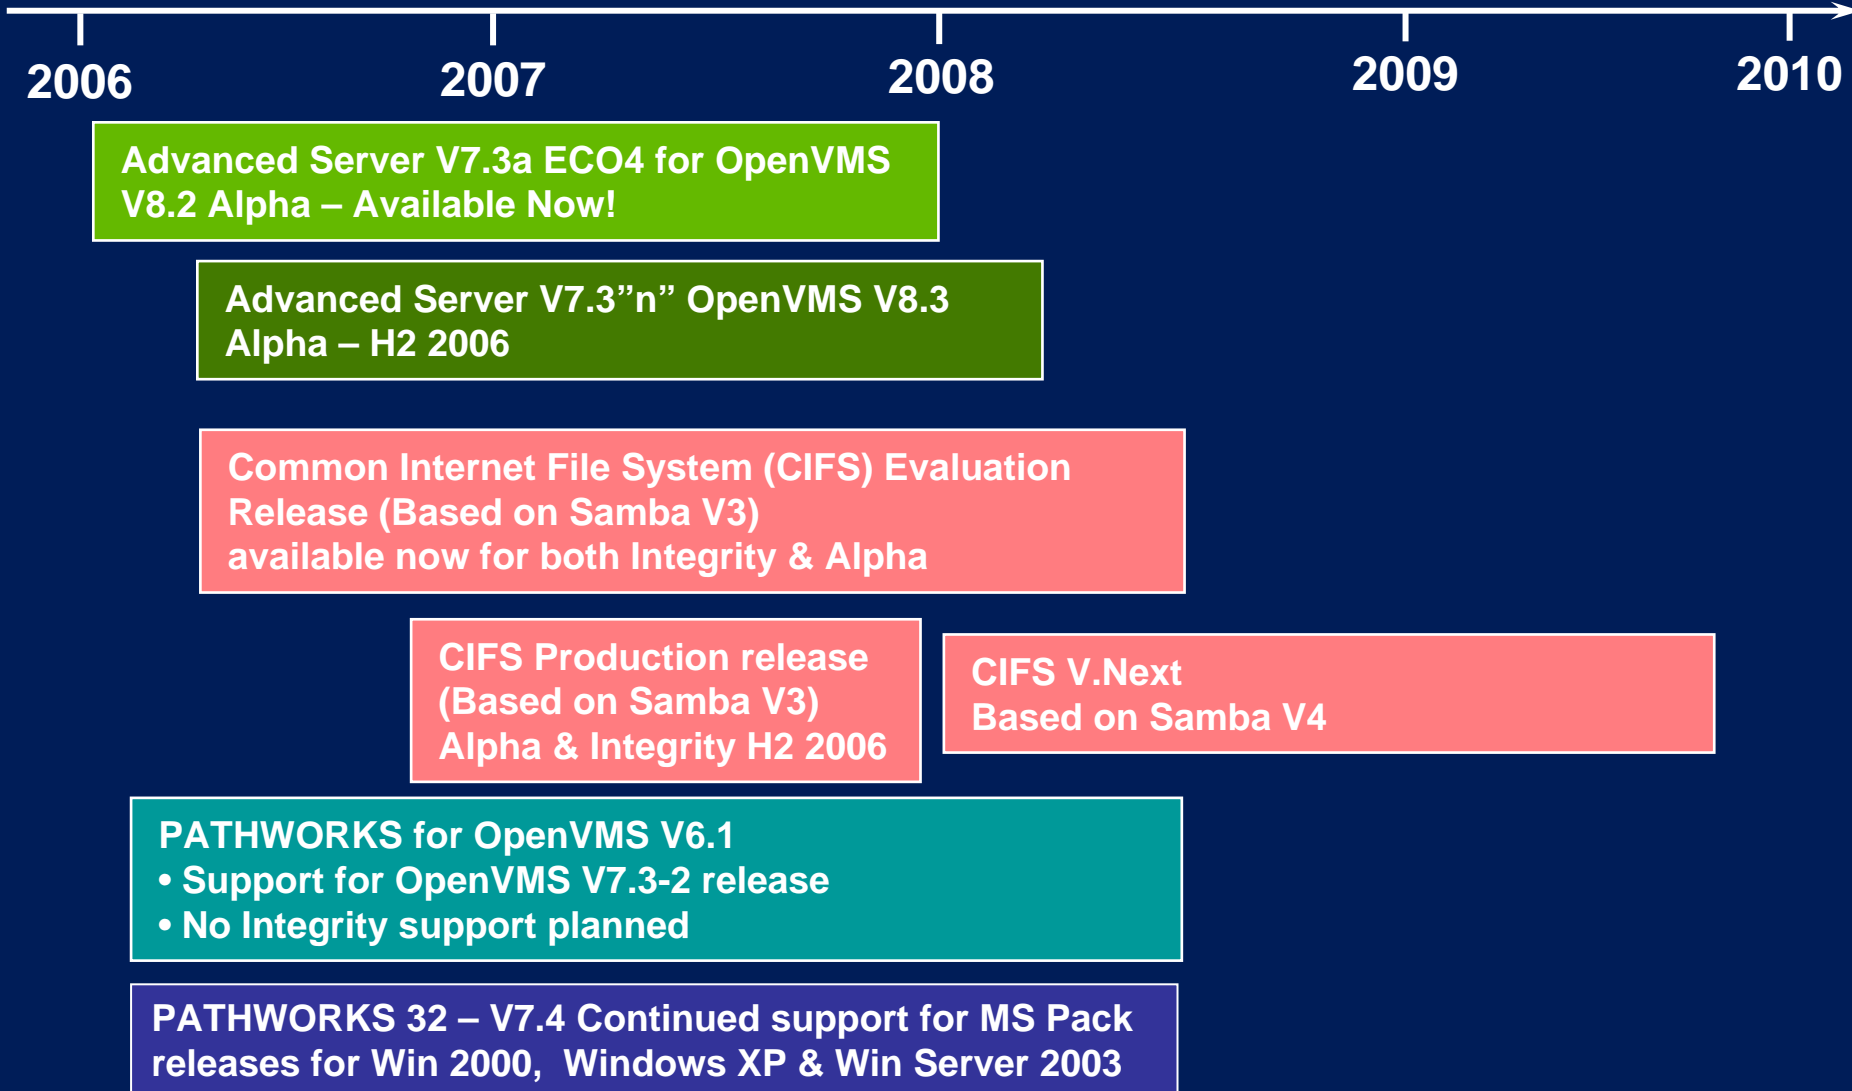 2006 2007 2008 2009 2010
Advanced Server V7.3a ECO4 for OpenVMS
V8.2 Alpha – Available Now!
Advanced Server V7.3”n” OpenVMS V8.3
Alpha – H2 2006
Common Internet File System (CIFS) Evaluation
Release (Based on Samba V3)
available now for both Integrity & Alpha
CIFS Production release
(Based on Samba V3)
Alpha & Integrity H2 2006
CIFS V.Next
Based on Samba V4
PATHWORKS for OpenVMS V6.1
• Support for OpenVMS V7.3-2 release
• No Integrity support planned
PATHWORKS 32 – V7.4 Continued support for MS Pack
releases for Win 2000, Windows XP & Win Server 2003